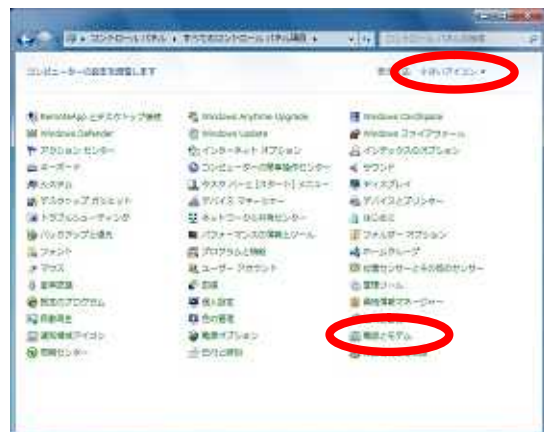 コントロール パネル ▸ すべてのコントロール パネル項目 ▸
コンピューターの設定を調整します
小さいアイコン
RemoteApp とデスクトップ接続
Windows Anytime Upgrade
Windows CardSpace
Windows Defender
Windows Update
Windows ファイアウォール
アクション センター
インターネット オプション
インデックスのオプション
キーボード
コンピューターの簡単操作センター
サウンド
システム
タスク バーと [スタート] メニュー
ディスプレイ
デスクトップ ガジェット
デバイス マネージャー
デバイスとプリンター
トラブルシューティング
ネットワークと共有センター
はじめに
バックアップと復元
パフォーマンスの情報とツール
フォルダー オプション
フォント
プログラムと機能
ホームグループ
マウス
ユーザー アカウント
位置センサーとその他のセンサー
音声認識
回復
管理ツール
既定のプログラム
個人設定
資格情報マネージャー
自動再生
色の管理
通知領域アイコン
電源オプション
電話とモデム
同期センター
日付と時刻